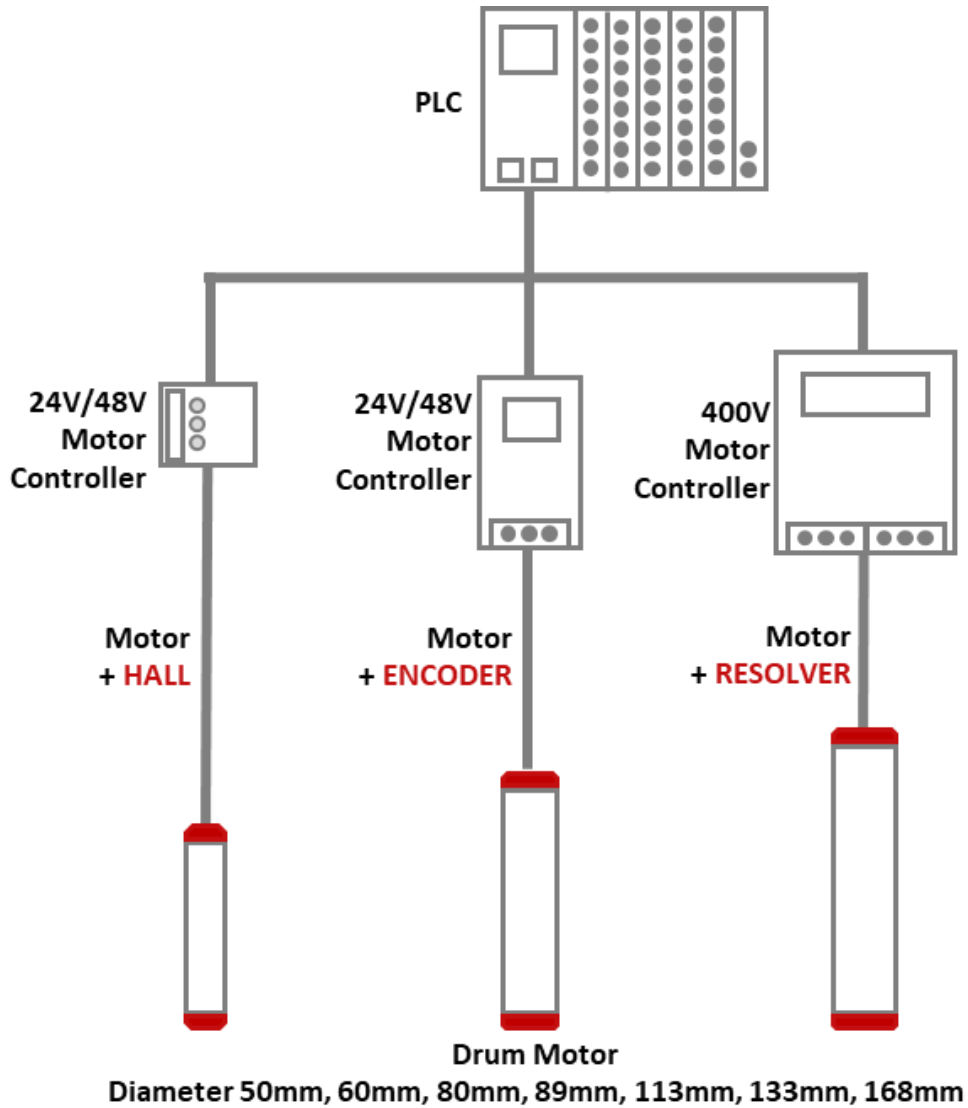 PLC
24V/48V
Motor
Controller
24V/48V
Motor
Controller
400V
Motor
Controller
Motor
+ HALL
Motor
+ ENCODER
Motor
+ RESOLVER
Drum Motor
Diameter 50mm, 60mm, 80mm, 89mm, 113mm, 133mm, 168mm